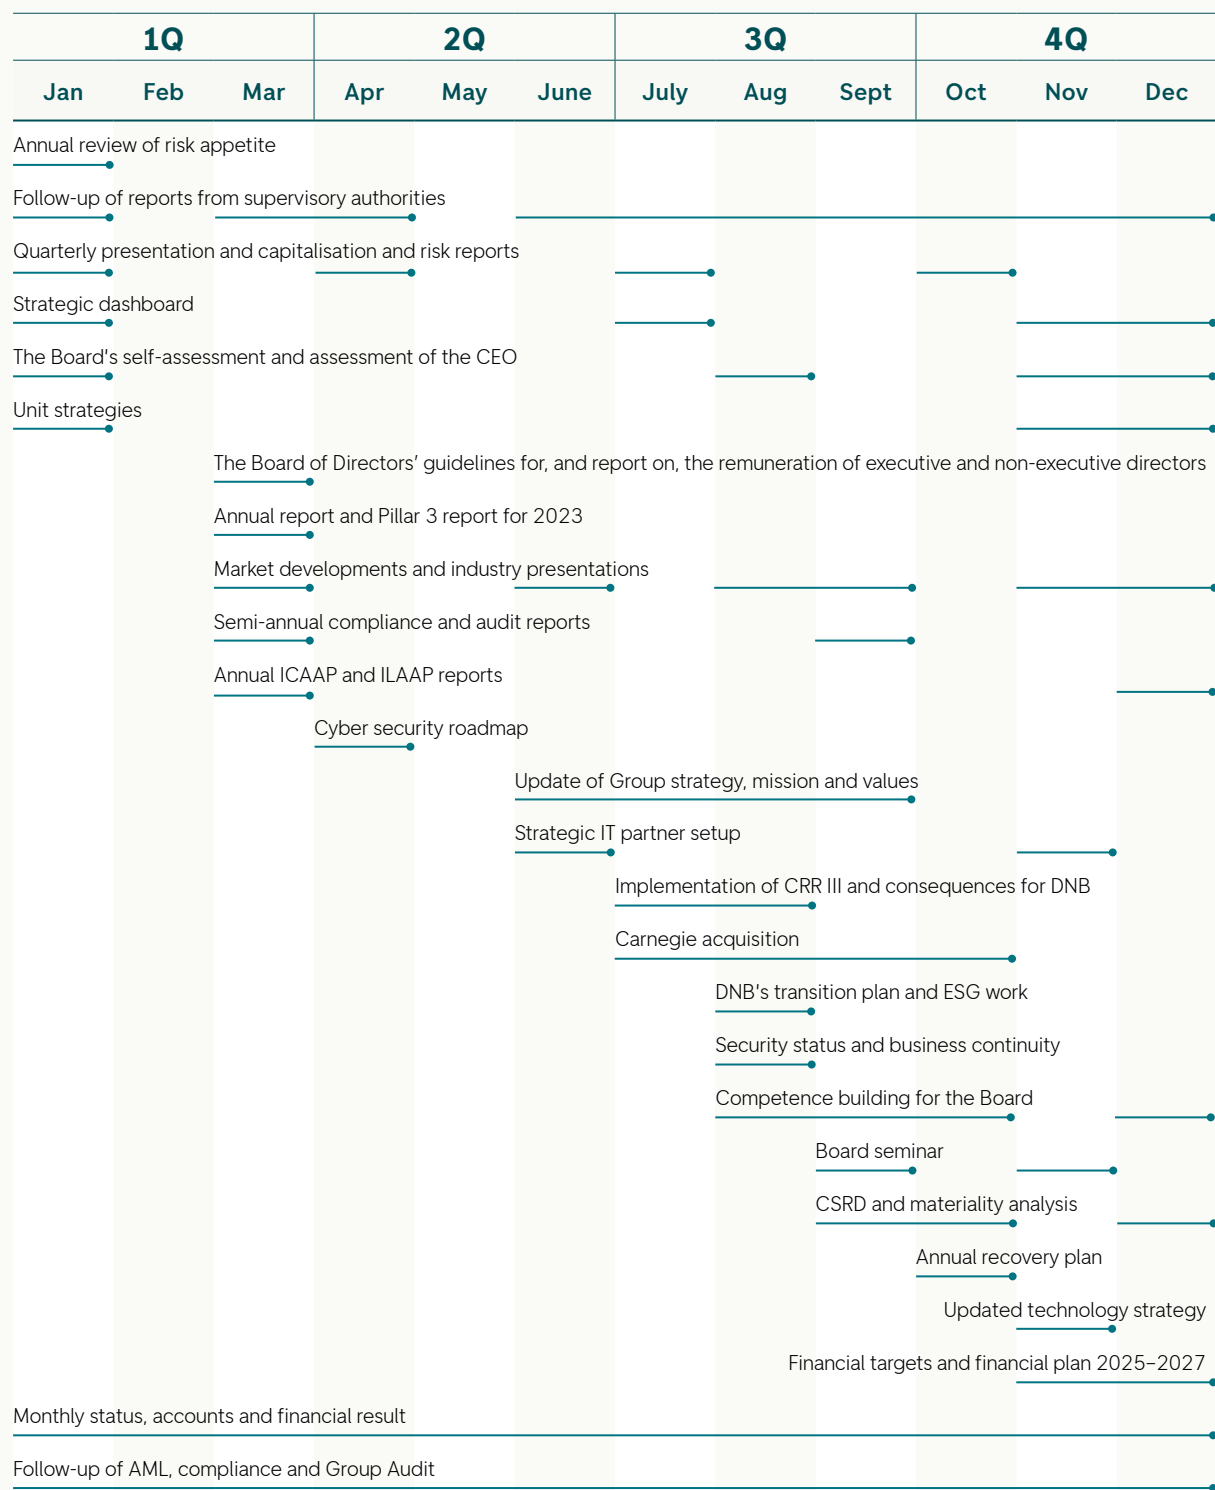 1Q 2Q 3Q 4Q
Jan Feb Mar Apr May June July Aug Sept Oct Nov Dec
Annual review of risk appetite
Follow-up of reports from supervisory authorities
Quarterly presentation and capitalisation and risk reports
Strategic dashboard
The Board's self-assessment and assessment of the CEO
Unit strategies
The Board of Directors’ guidelines for, and report on, the remuneration of executive and non-executive directors
Annual report and Pillar 3 report for 2023
Market developments and industry presentations
Semi-annual compliance and audit reports
Annual ICAAP and ILAAP reports
Cyber security roadmap
Update of Group strategy, mission and values
Strategic IT partner setup
Implementation of CRR III and consequences for DNB
Carnegie acquisition
DNB's transition plan and ESG work
Security status and business continuity
Competence building for the Board
Board seminar
CSRD and materiality analysis
Annual recovery plan
Updated technology strategy
Financial targets and financial plan 2025–2027
Monthly status, accounts and financial result
Follow-up of AML, compliance and Group Audit